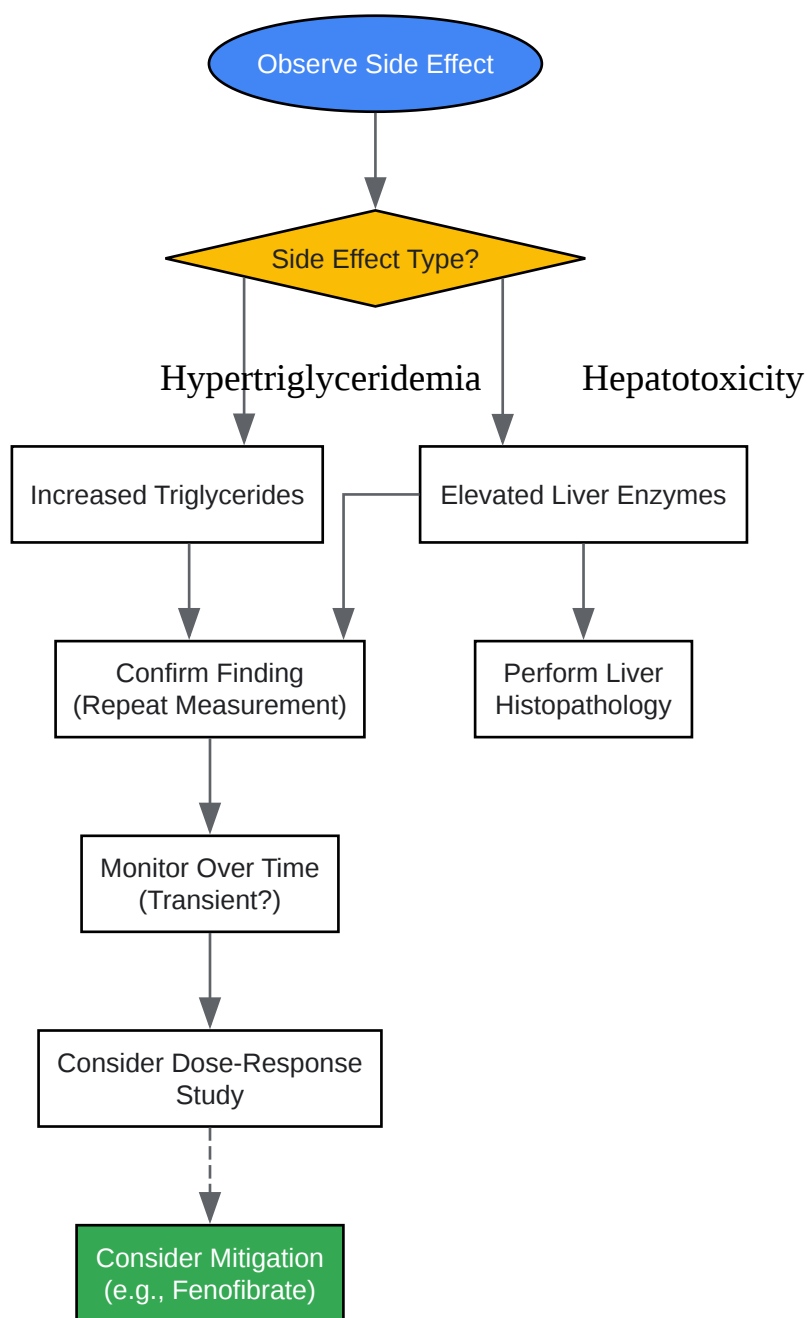 Observe Side Effect
Side Effect Type?
Hypertriglyceridemia
Hepatotoxicity
Increased Triglycerides
Elevated Liver Enzymes
Confirm Finding
(Repeat Measurement)
Perform Liver
Histopathology
Monitor Over Time
(Transient?)
Consider Dose-Response
Study
Consider Mitigation
(e.g., Fenofibrate)